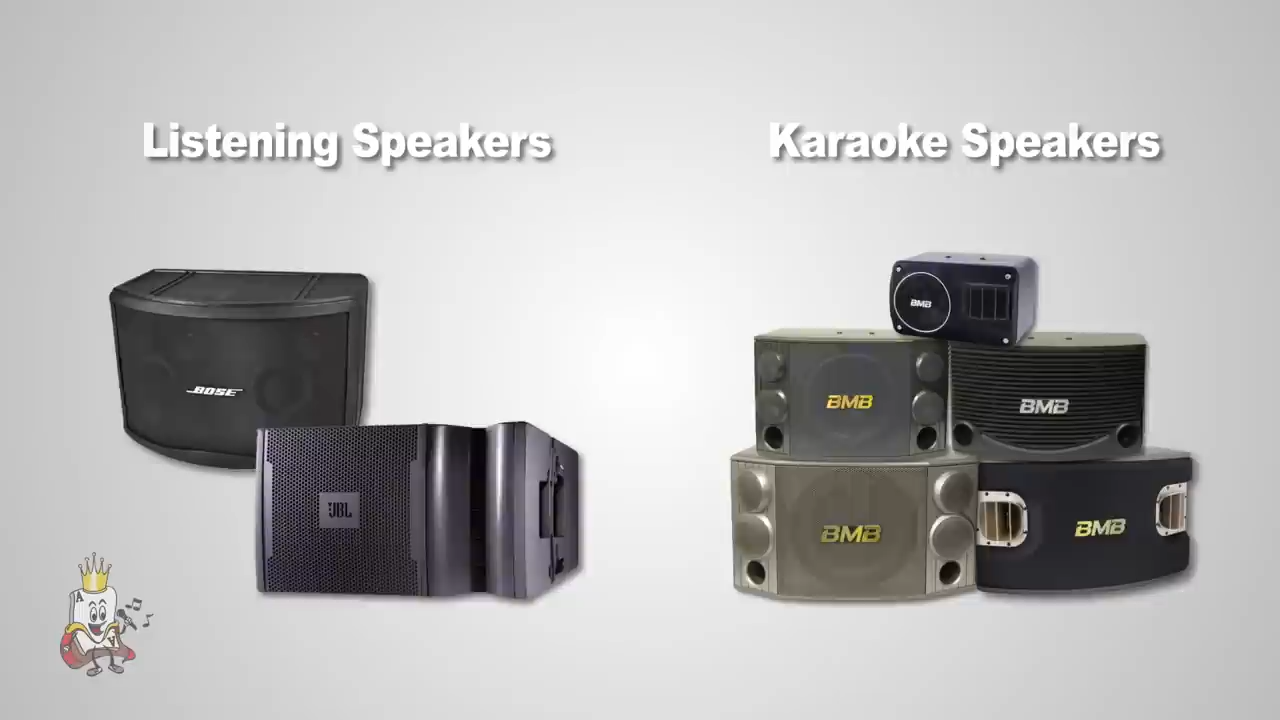 Listening Speakers
Karaoke Speakers
BOSE
JBL
BMB
BMB
BMB
BMB
BMB
A
A